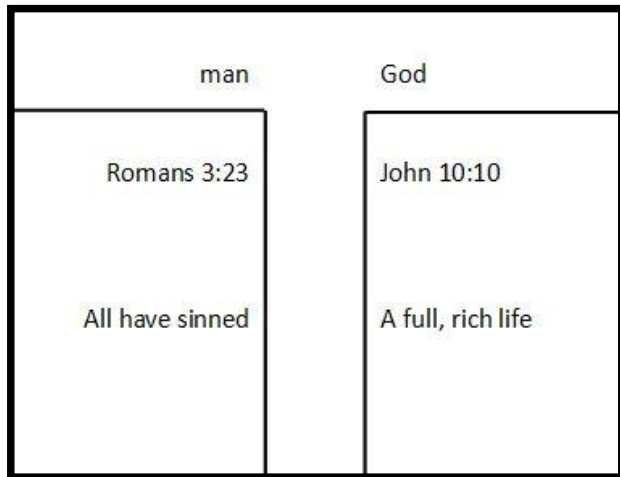 man
God
Romans 3:23
John 10:10
All have sinned
A full, rich life